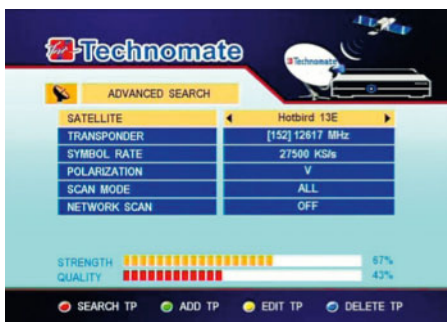 Technomate
Technomate
ADVANCED SEARCH
SATELLITE Hotbird 13E
TRANSPONDER [152] 12617 MHz
SYMBOL RATE 27500 KS/s
POLARIZATION V
SCAN MODE ALL
NETWORK SCAN OFF
STRENGTH 67%
QUALITY 43%
SEARCH TP ADD TP EDIT TP DELETE TP